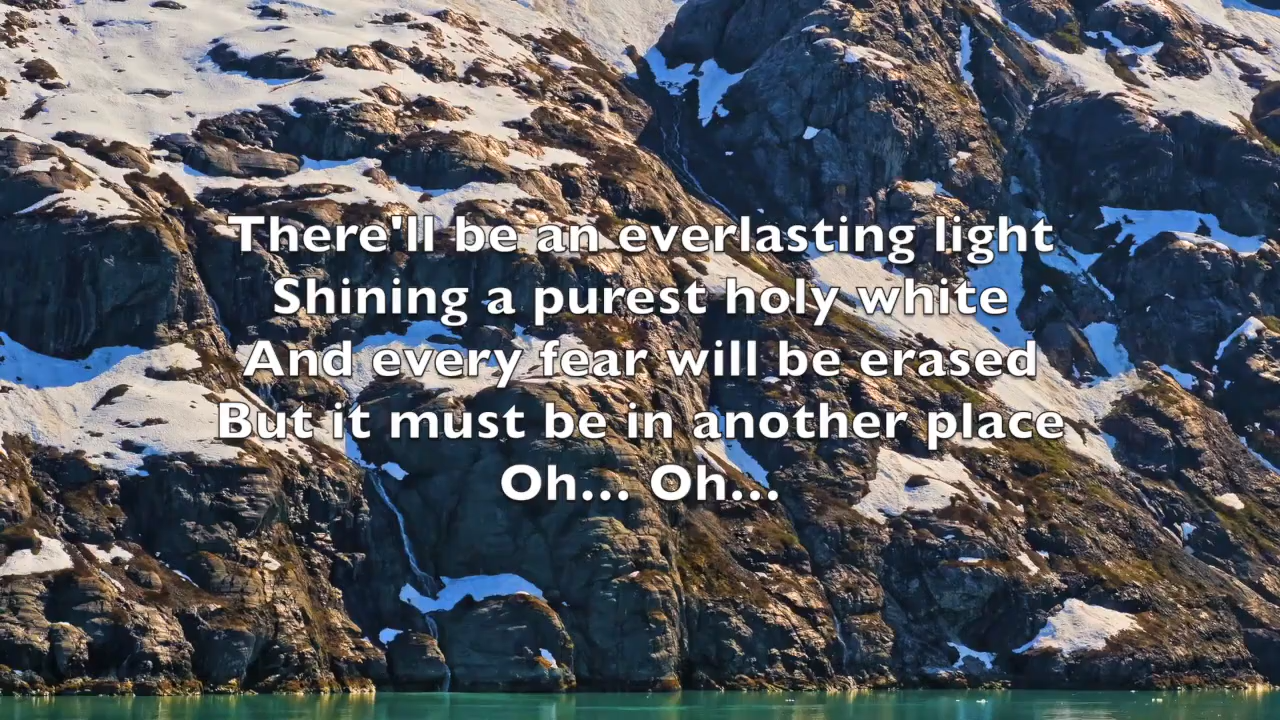 There'll be an everlasting light
Shining a purest holy white
And every fear will be erased
But it must be in another place
Oh... Oh...